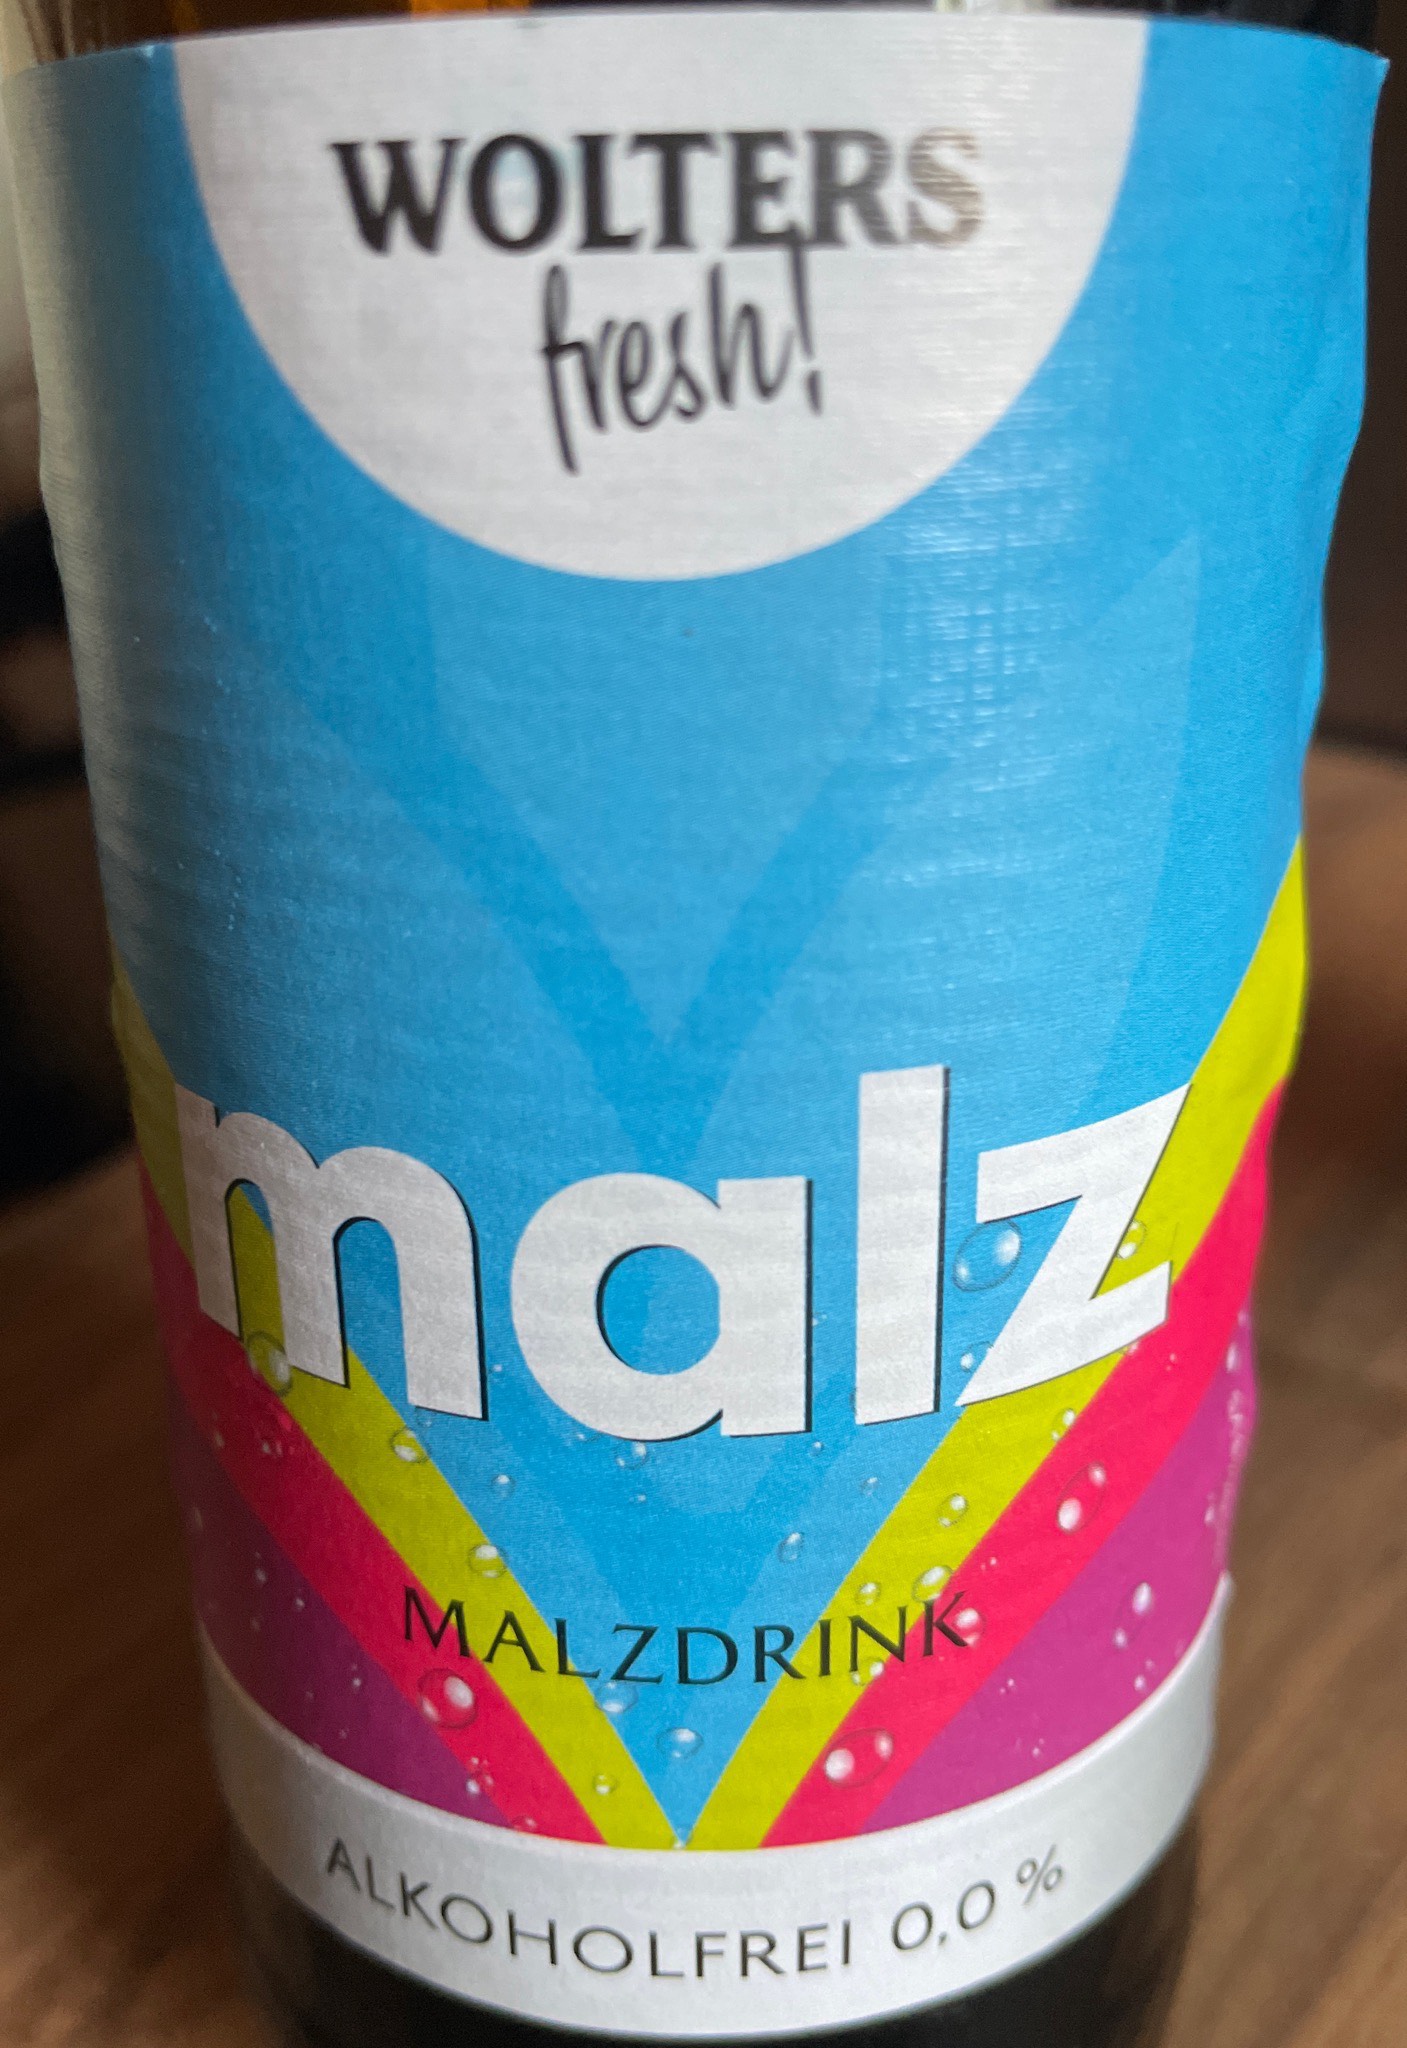 WOLTERS
fresh!
malz
MALZDRINK
ALKOHOLFREI 0,0 %